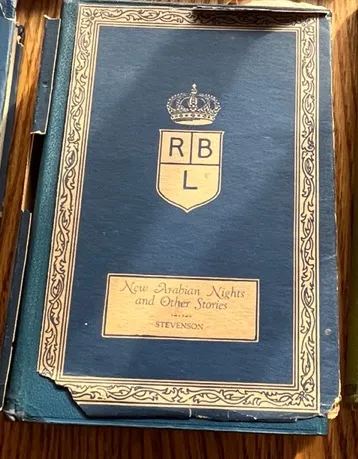 R B
L
New Arabian Nights
and Other Stories
STEVENSON